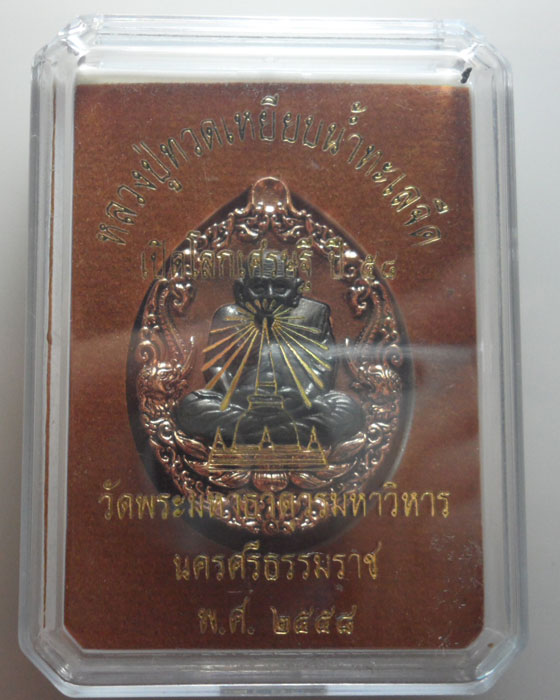 หลวงปู่ทวดเหยียบน้ำทะเลจืด
เปิดโลกเศรษฐี ปี ๕๘
วัดพระมหาธาตุวรมหาวิหาร
นครศรีธรรมราช
พ.ศ. ๒๕๕๘